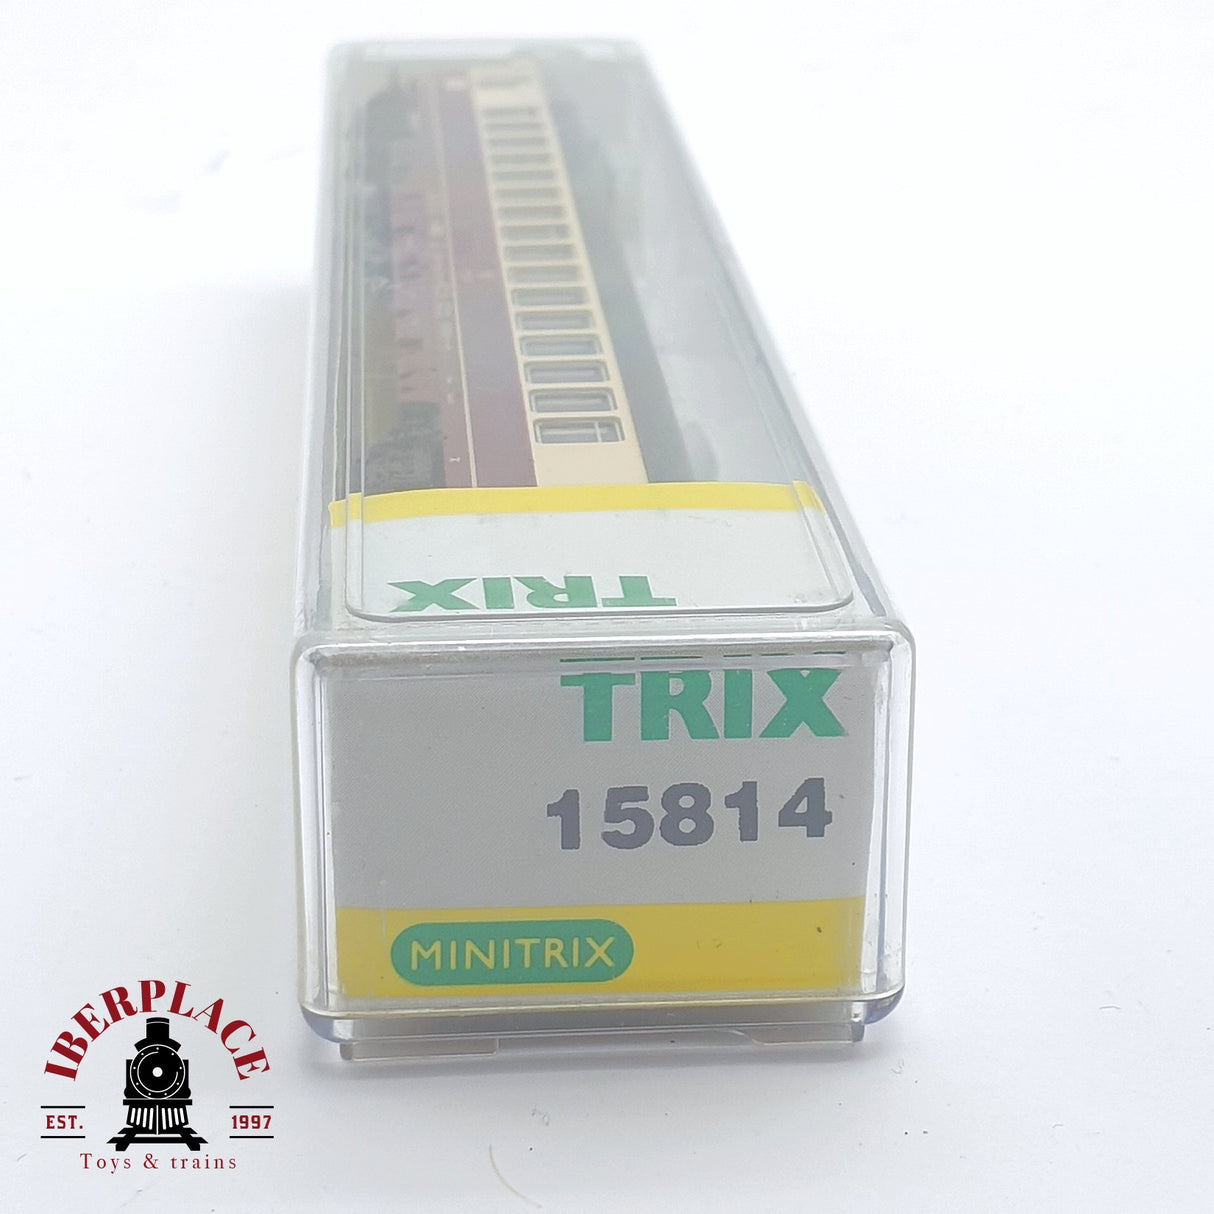 TRIX
TRIX
15814
MINITRIX
IBERPLACE
EST. 1997
Toys & trains